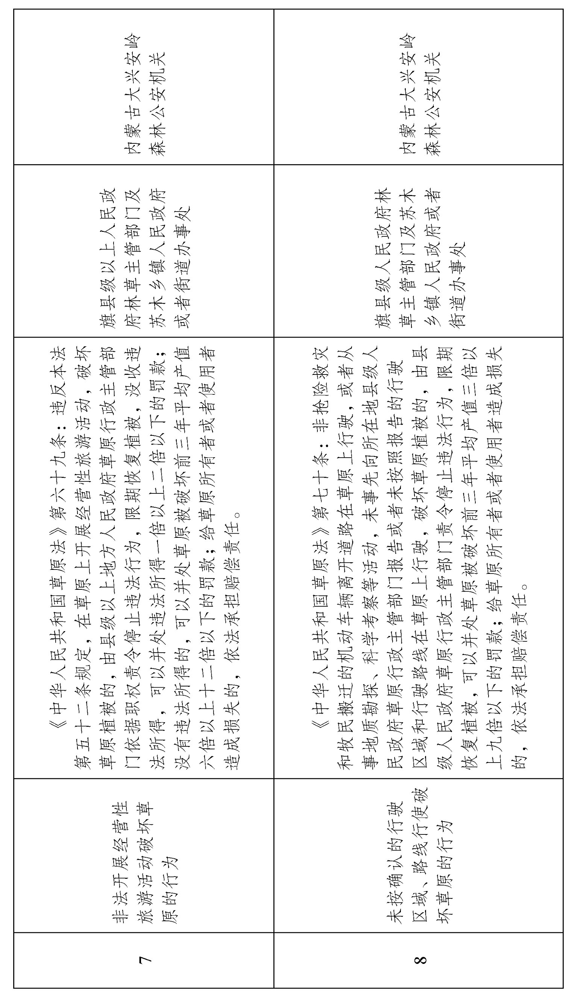 7
非法开展经营性
旅游活动破坏草
原的行为
《中华人民共和国草原法》第六十九条：违反本法
第五十二条规定，在草原上开展经营性旅游活动，破坏
草原植被的，由县级以上地方人民政府草原行政主管部
门依据职权责令停止违法行为，限期恢复植被，没收违
法所得，可以并处违法所得一倍以上二倍以下的罚款；
没有违法所得的，可以并处草原被破坏前三年平均产值
六倍以上十二倍以下的罚款；给草原所有者或者使用者
造成损失的，依法承担赔偿责任。
旗县级以上人民政
府林草主管部门及
苏木乡镇人民政府
或者街道办事处
内蒙古大兴安岭
森林公安机关
8
未按确认的行驶
区域、路线行使破
坏草原的行为
《中华人民共和国草原法》第七十条：非抢险救灾
和牧民搬迁的机动车辆离开道路在草原上行驶，或者从
事地质勘探、科学考察等活动，未事先向所在地县级人
民政府草原行政主管部门报告或者未按照报告的行驶
区域和行驶路线在草原上行驶，破坏草原植被的，由县
级人民政府草原行政主管部门责令停止违法行为，限期
恢复植被，可以并处草原被破坏前三年平均产值三倍以
上九倍以下的罚款；给草原所有者或者使用者造成损失
的，依法承担赔偿责任。
旗县级人民政府林
草主管部门及苏木
乡镇人民政府或者
街道办事处
内蒙古大兴安岭
森林公安机关